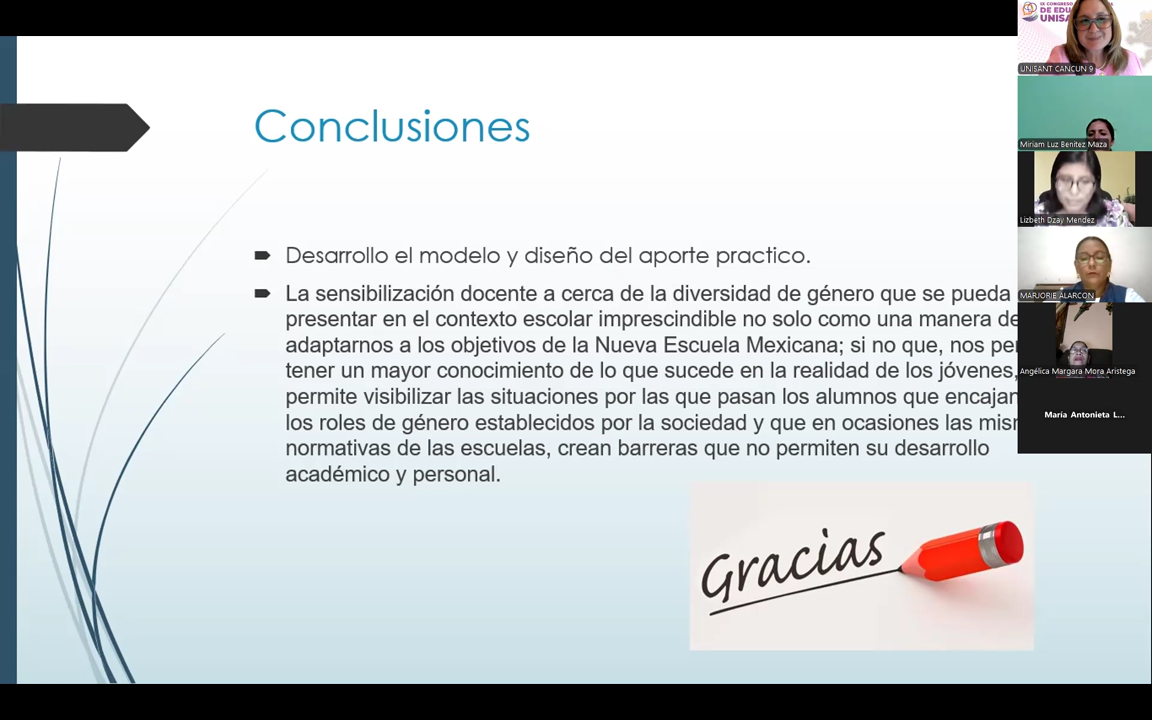 Conclusiones
Desarrollo el modelo y diseño del aporte practico.
La sensibilización docente a cerca de la diversidad de género que se pueda
presentar en el contexto escolar imprescindible no solo como una manera de
adaptarnos a los objetivos de la Nueva Escuela Mexicana; si no que, nos
tener un mayor conocimiento de lo que sucede en la realidad de los jóvenes,
permite visibilizar las situaciones por las que pasan los alumnos que encajan
los roles de género establecidos por la sociedad y que en ocasiones las
normativas de las escuelas, crean barreras que no permiten su desarrollo
académico y personal.
Gracias
IX CONGRESO
DE EDU
UNISA
UNISANT CANCUN 9
Miriam Luz Benitez Maza
Lizbeth Dzay Mendez
MARJORIE ALARCON
Angélica Margara Mora Aristega
María Antonieta L...